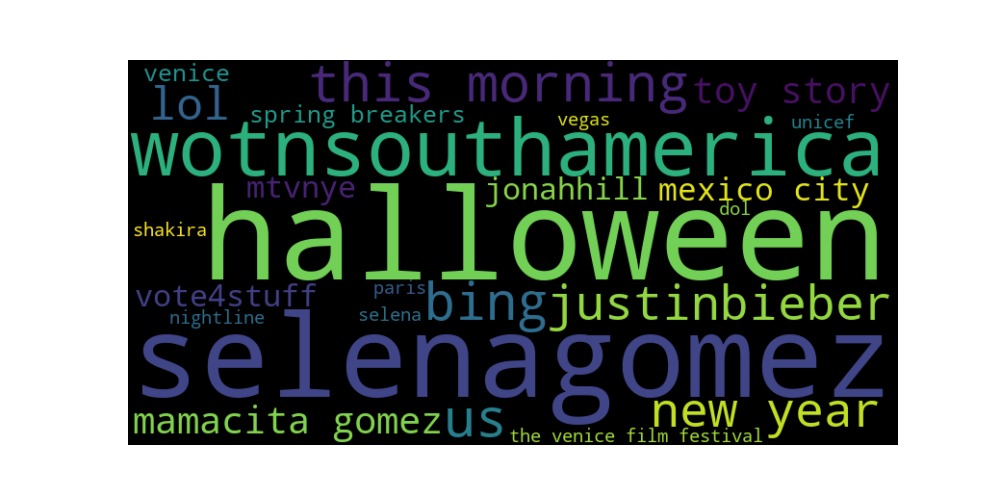 venice
this morning
toy story
lol
spring breakers
vegas
unicef
wotnsouthamerica
mtvnye
jonahhill
mexico city
dol
shakira
halloween
vote4stuff
paris
bing
justinbieber
nightline
selena
selenagomez
mamacita gomez
us
new year
the venice film festival